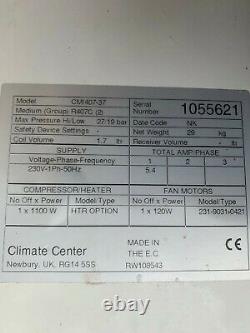 Model CMI407-37
Serial Number 1055621
Medium (Group) R407C (2)
Date Code NK
Max Pressure Hi/Low 27/19 bar
Net Weight 29 kg
Safety Device Settings -
Coil Volume 1.7 ltr
Receiver Volume - ltr
SUPPLY
TOTAL AMP PHASE
Voltage-Phase-Frequency 1 2 3
230V-1Ph-50Hz 5.4
COMPRESSOR/HEATER
FAN MOTORS
No Off x Power Model/Type
No Off x Power Model/Type
1 x 1100 W HTR OPTION
1 x 120W 231-9031-0421
Climate Center
Newbury, UK, RG14 5SS
MADE IN
THE E.C
RW108543
CE